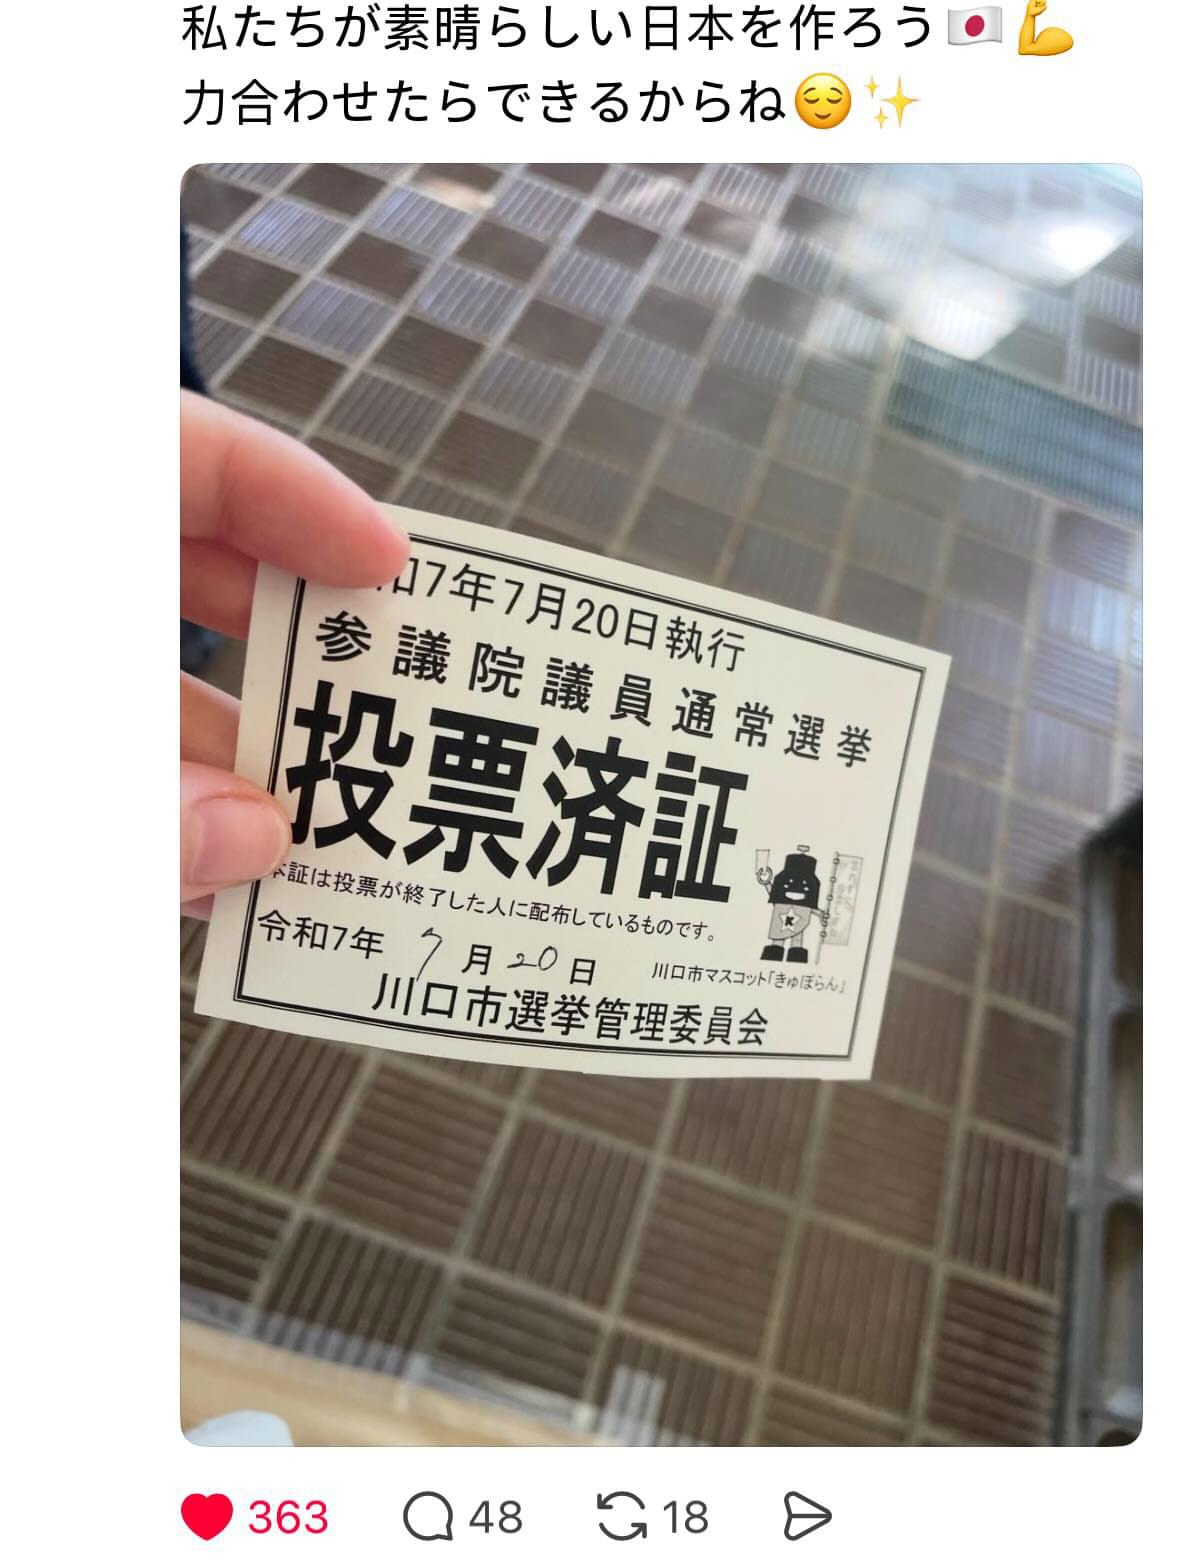 私たちが素晴らしい日本を作ろう🇯🇵💪
力合わせたらできるからね😌✨
和7年7月20日執行
参議院議員通常選挙
投票済証
本証は投票が終了した人に配布しているものです。
令和7年 7月20日
川口市マスコット「きゅぽらん」
川口市選挙管理委員会
K
363
48
18